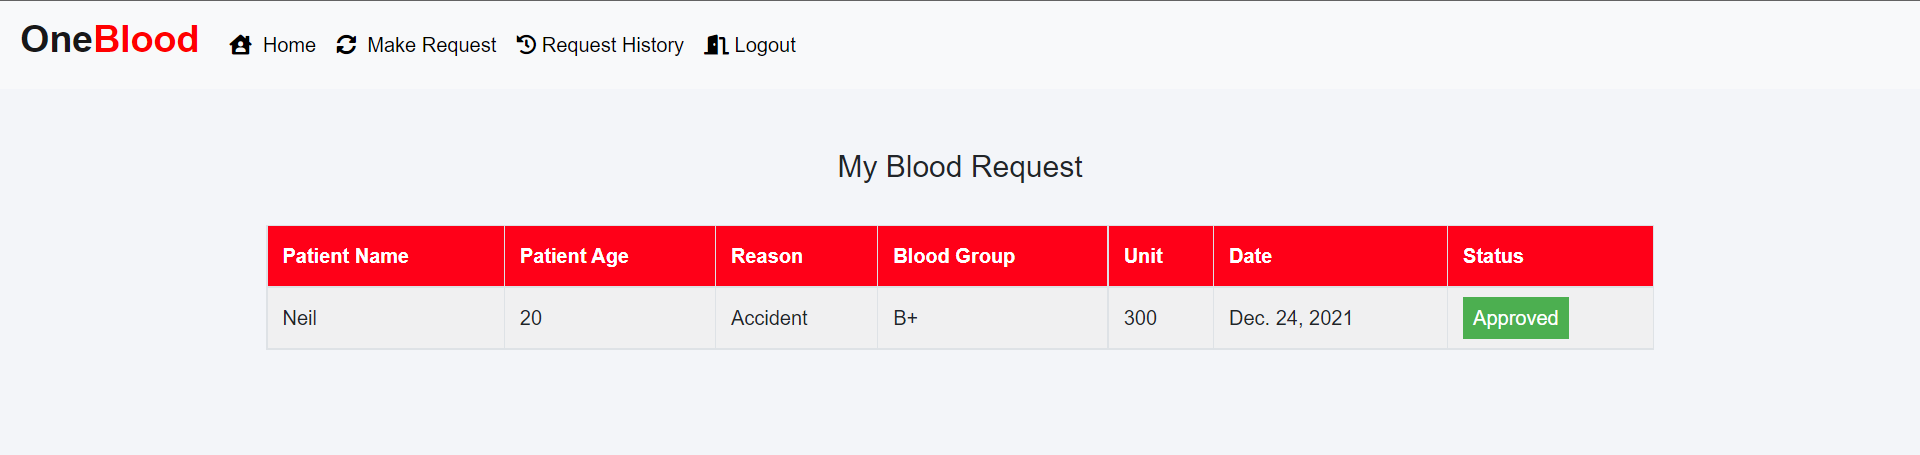 OneBlood Home Make Request Request History Logout
My Blood Request
Patient Name Patient Age Reason Blood Group Unit Date Status
Neil 20 Accident B+ 300 Dec. 24, 2021 Approved